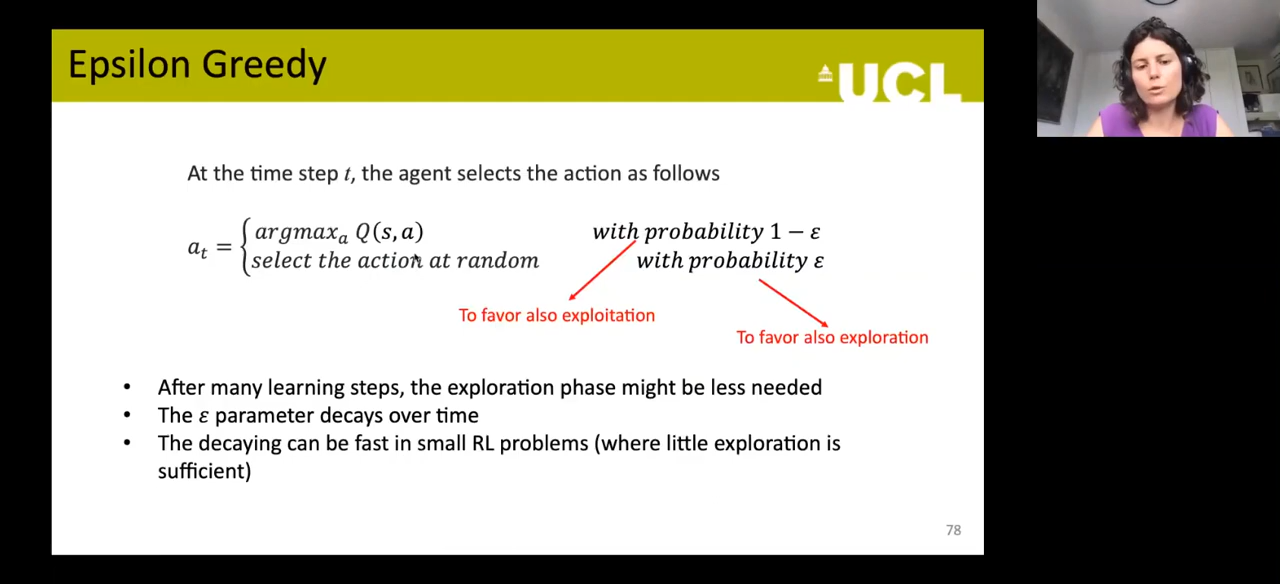 Epsilon Greedy
UCL
At the time step t, the agent selects the action as follows
a_t = { argmax_a Q(s, a) with probability 1 − ε
select the action at random with probability ε
To favor also exploitation
To favor also exploration
• After many learning steps, the exploration phase might be less needed
• The ε parameter decays over time
• The decaying can be fast in small RL problems (where little exploration is
sufficient)
78